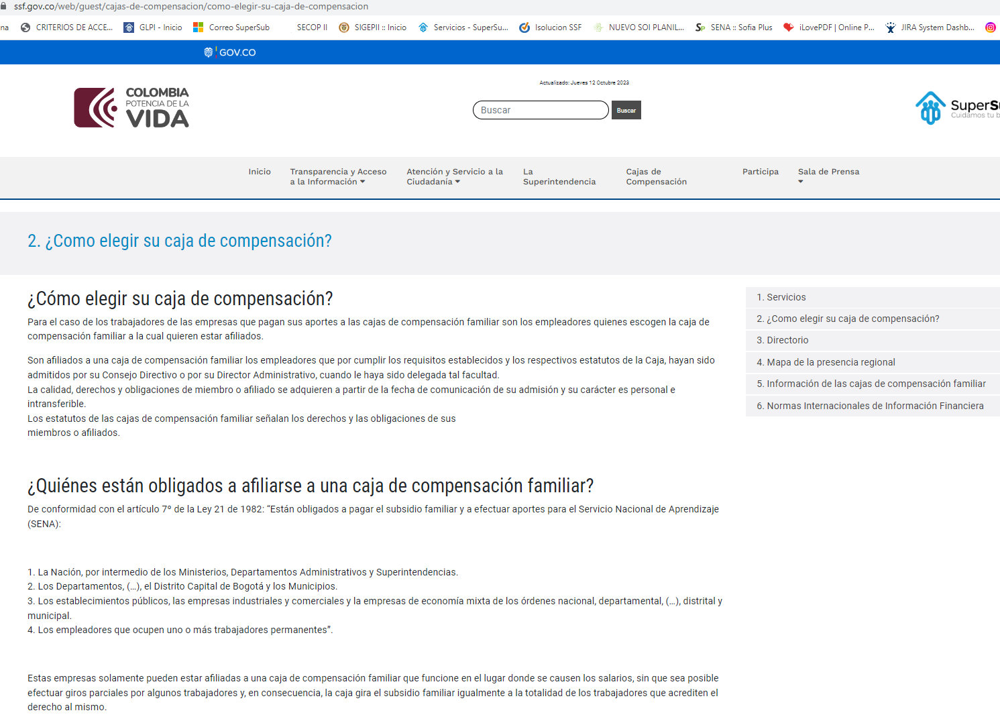 ssf.gov.co/web/guest/cajas-de-compensacion/como-elegir-su-caja-de-compensacion
na CRITERIOS DE ACCE... GLPI - Inicio Correo SuperSub SECOP II SIGEPII :: Inicio Servicios - SuperSu... Isolucion SSF NUEVO SOI PLANIL... SENA :: Sofia Plus iLovePDF | Online P... JIRA System Dashb...
GOV.CO
Actualizado: Jueves 12 Octubre 2023
COLOMBIA
POTENCIA DE LA
VIDA
Buscar Buscar
SuperS
Cuidamos tu b
Inicio Transparencia y Acceso a la Información Atención y Servicio a la Ciudadanía La Superintendencia Cajas de Compensación Participa Sala de Prensa
2. ¿Como elegir su caja de compensación?
¿Cómo elegir su caja de compensación?
Para el caso de los trabajadores de las empresas que pagan sus aportes a las cajas de compensación familiar son los empleadores quienes escogen la caja de
compensación familiar a la cual quieren estar afiliados.
Son afiliados a una caja de compensación familiar los empleadores que por cumplir los requisitos establecidos y los respectivos estatutos de la Caja, hayan sido
admitidos por su Consejo Directivo o por su Director Administrativo, cuando le haya sido delegada tal facultad.
La calidad, derechos y obligaciones de miembro o afiliado se adquieren a partir de la fecha de comunicación de su admisión y su carácter es personal e
intransferible.
Los estatutos de las cajas de compensación familiar señalan los derechos y las obligaciones de sus
miembros o afiliados.
1. Servicios
2. ¿Como elegir su caja de compensación?
3. Directorio
4. Mapa de la presencia regional
5. Información de las cajas de compensación familiar
6. Normas Internacionales de Información Financiera
¿Quiénes están obligados a afiliarse a una caja de compensación familiar?
De conformidad con el artículo 7º de la Ley 21 de 1982: “Están obligados a pagar el subsidio familiar y a efectuar aportes para el Servicio Nacional de Aprendizaje
(SENA):
1. La Nación, por intermedio de los Ministerios, Departamentos Administrativos y Superintendencias.
2. Los Departamentos, (…), el Distrito Capital de Bogotá y los Municipios.
3. Los establecimientos públicos, las empresas industriales y comerciales y la empresas de economía mixta de los órdenes nacional, departamental, (…), distrital y
municipal.
4. Los empleadores que ocupen uno o más trabajadores permanentes”.
Estas empresas solamente pueden estar afiliadas a una caja de compensación familiar que funcione en el lugar donde se causen los salarios, sin que sea posible
efectuar giros parciales por algunos trabajadores y, en consecuencia, la caja gira el subsidio familiar igualmente a la totalidad de los trabajadores que acrediten el
derecho al mismo.